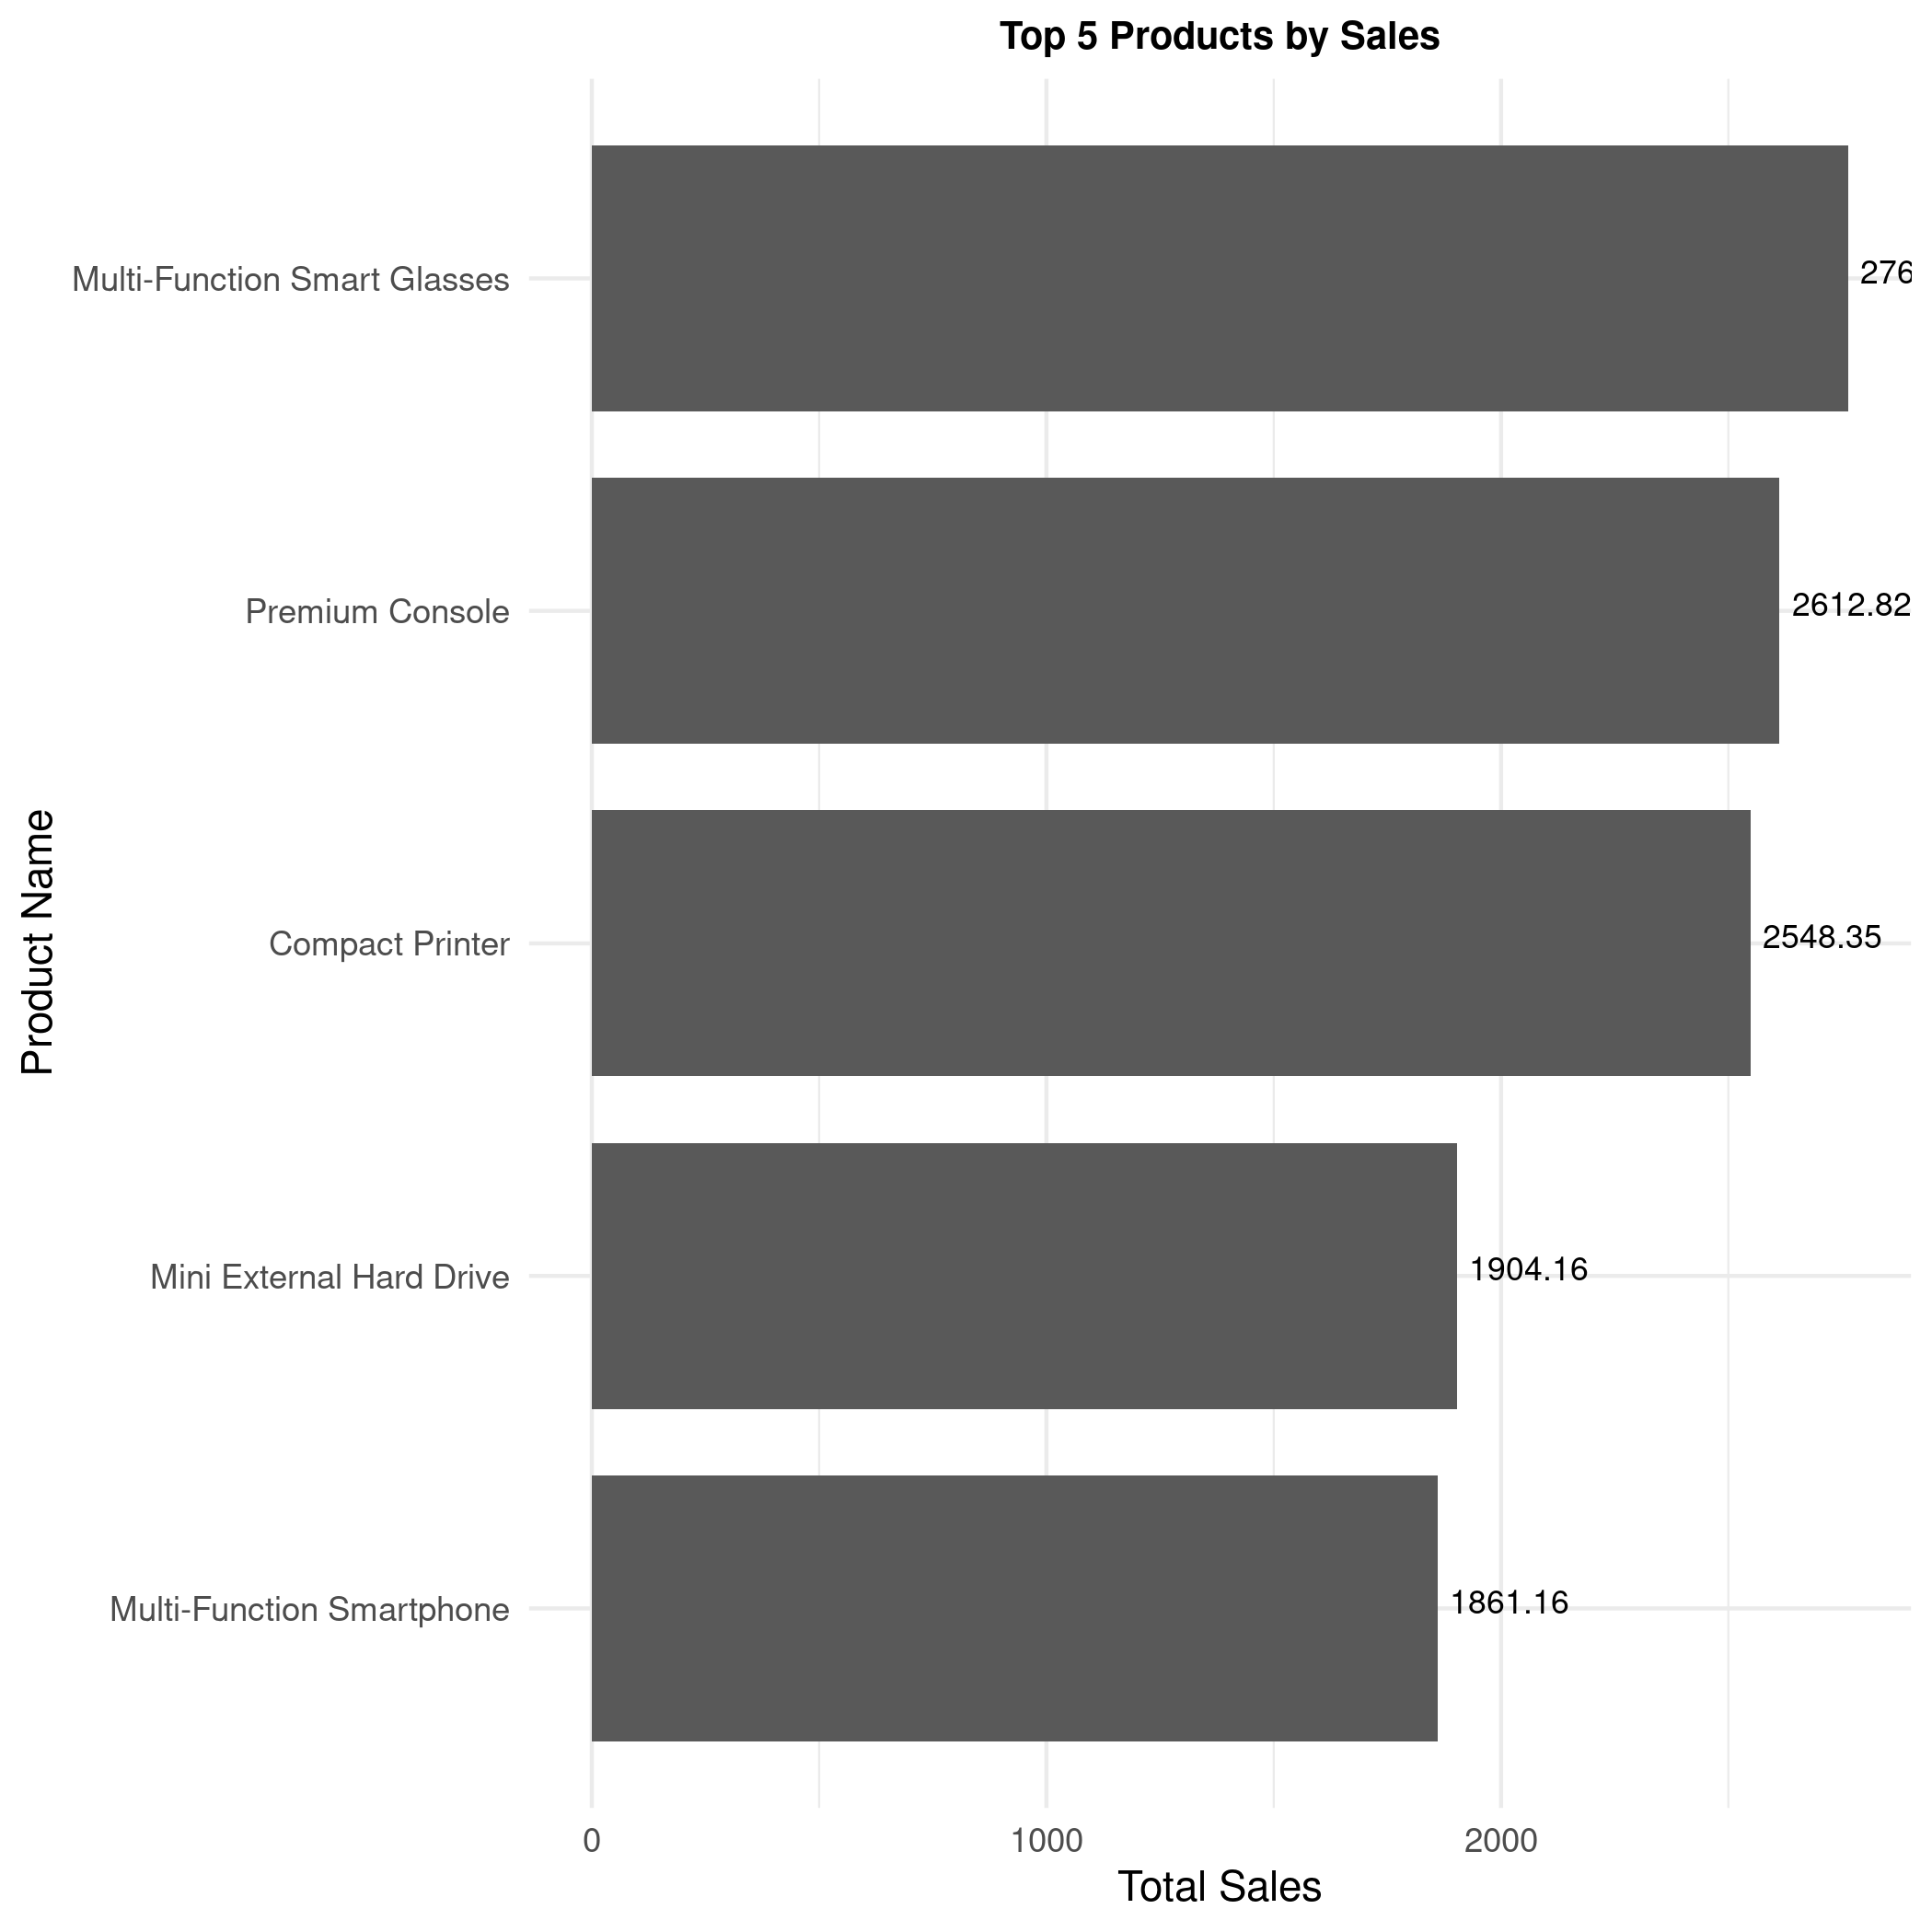 Top 5 Products by Sales
Multi-Function Smart Glasses
276
Premium Console
2612.82
Compact Printer
2548.35
Mini External Hard Drive
1904.16
Multi-Function Smartphone
1861.16
Product Name
0 1000 2000
Total Sales